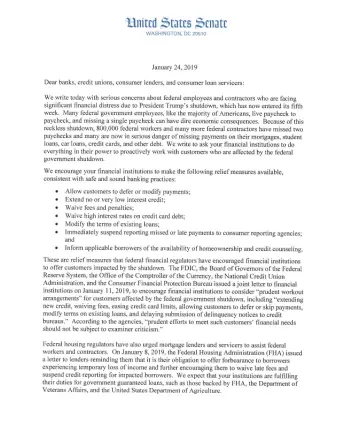 United States Senate
WASHINGTON, DC 20510
January 24, 2019
Dear banks, credit unions, consumer lenders, and consumer loan servicers:
We write today with serious concerns about federal employees and contractors who are facing
significant financial distress due to President Trump's shutdown, which has now entered its fifth
week. Many federal government employees, like the majority of Americans, live paycheck to
paycheck, and missing a single paycheck can have dire economic consequences. Because of this
reckless shutdown, 800,000 federal workers and many more federal contractors have missed two
paychecks and many are now in serious danger of missing payments on their mortgages, student
loans, car loans, credit cards, and other debt. We write to ask your financial institutions to do
everything in their power to proactively work with customers who are affected by the federal
government shutdown.
We encourage your financial institutions to make the following relief measures available,
consistent with safe and sound banking practices:
• Allow customers to defer or modify payments;
• Extend no or very low interest credit;
• Waive fees and penalties;
• Waive high interest rates on credit card debt;
• Modify the terms of existing loans;
• Immediately suspend reporting missed or late payments to consumer reporting agencies;
and
• Inform applicable borrowers of the availability of homeownership and credit counseling.
These are relief measures that federal financial regulators have encouraged financial institutions
to offer customers impacted by the shutdown. The FDIC, the Board of Governors of the Federal
Reserve System, the Office of the Comptroller of the Currency, the National Credit Union
Administration, and the Consumer Financial Protection Bureau issued a joint letter to financial
institutions on January 11, 2019, to encourage financial institutions to consider "prudent workout
arrangements" for customers affected by the federal government shutdown, including "extending
new credit, waiving fees, easing credit card limits, allowing customers to defer or skip payments,
modify terms on existing loans, and delaying submission of delinquency notices to credit
bureaus." According to the agencies, "prudent efforts to meet such customers' financial needs
should not be subject to examiner criticism."
Federal housing regulators have also urged mortgage lenders and servicers to assist federal
workers and contractors. On January 8, 2019, the Federal Housing Administration (FHA) issued
a letter to lenders reminding them that it is their obligation to offer forbearance to borrowers
experiencing temporary loss of income and further encouraging them to waive late fees and
suspend credit reporting for impacted borrowers. We expect that your institutions are fulfilling
their duties for government guaranteed loans, such as those backed by FHA, the Department of
Veterans Affairs, and the United States Department of Agriculture.